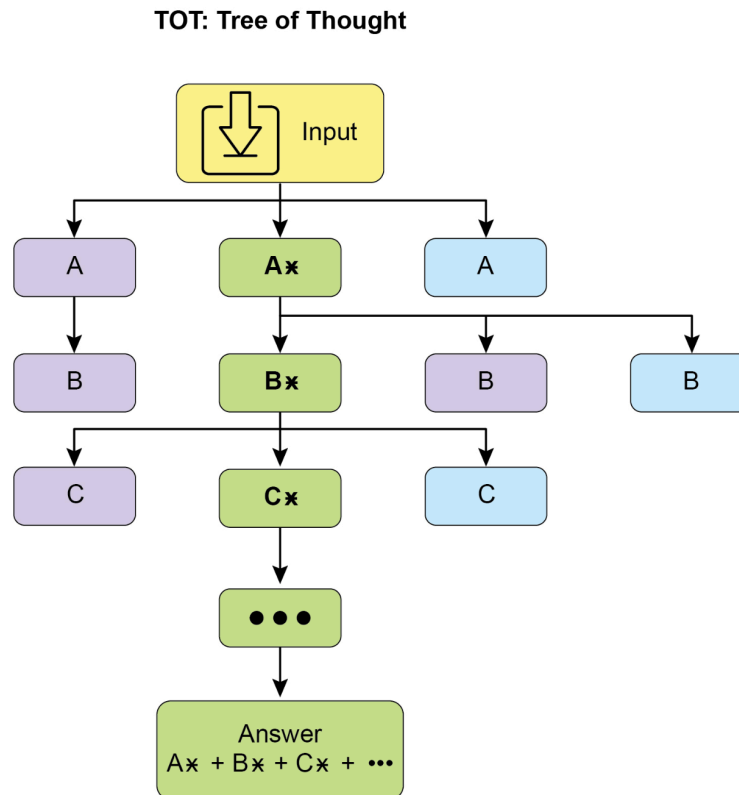 TOT: Tree of Thought
Input
A
A*
A
B
B*
B
B
C
C*
C
•••
Answer
A* + B* + C* + •••